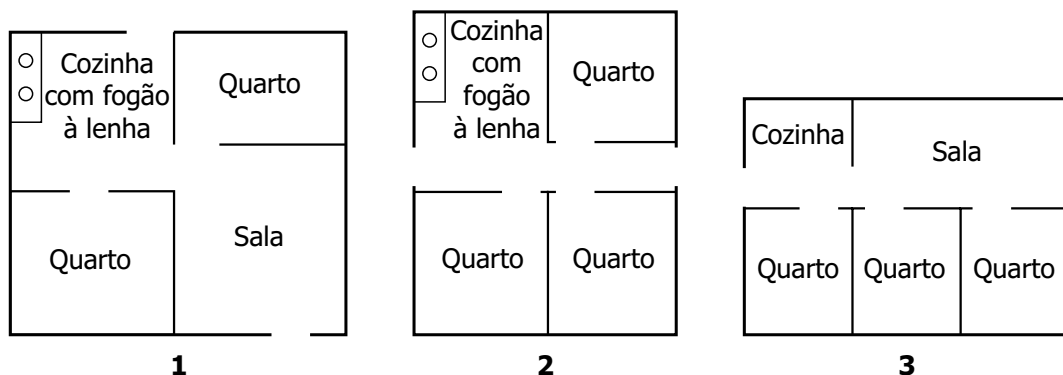 Cozinha
com fogão
à lenha
Quarto
Quarto
Sala
1
Cozinha
com
fogão
à lenha
Quarto
Quarto
Quarto
2
Cozinha
Sala
Quarto
Quarto
Quarto
3